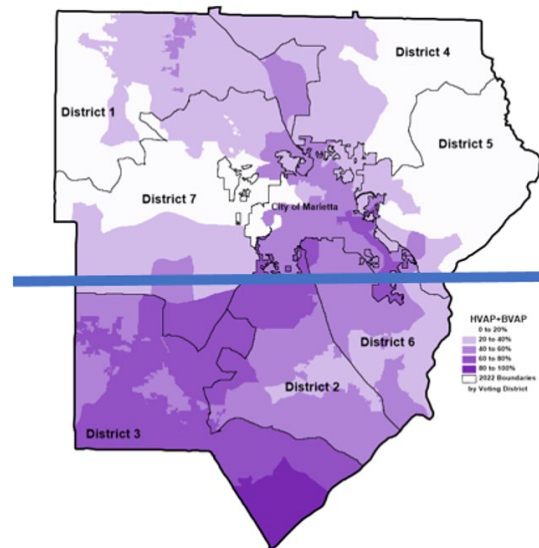 District 4
District 1
District 5
District 7
City of Marietta
HVAP+BVAP
0 to 20%
20 to 40%
40 to 60%
60 to 80%
80 to 100%
2022 Boundaries
by Voting District
District 6
District 2
District 3